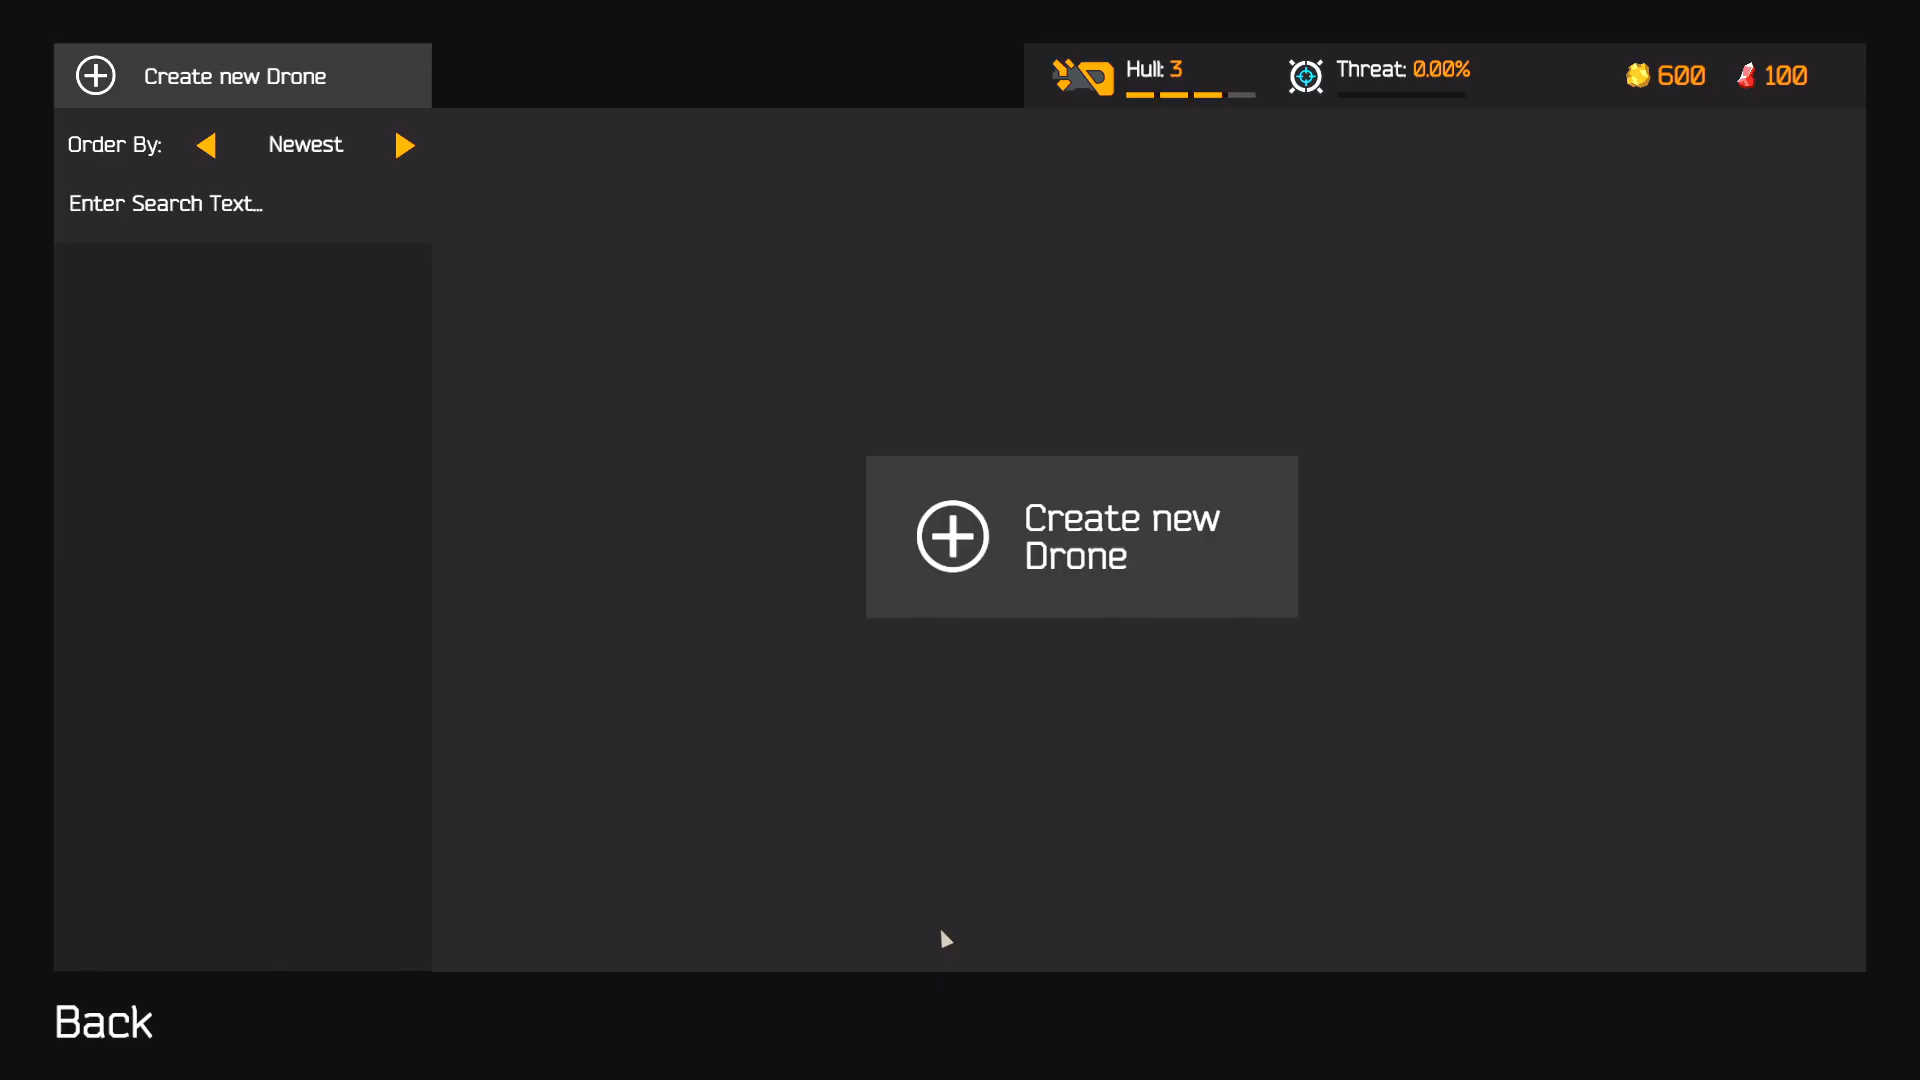 Create new Drone
Hull: 3
Threat: 0.00%
600
100
Order By:
Newest
Enter Search Text...
Create new
Drone
Back